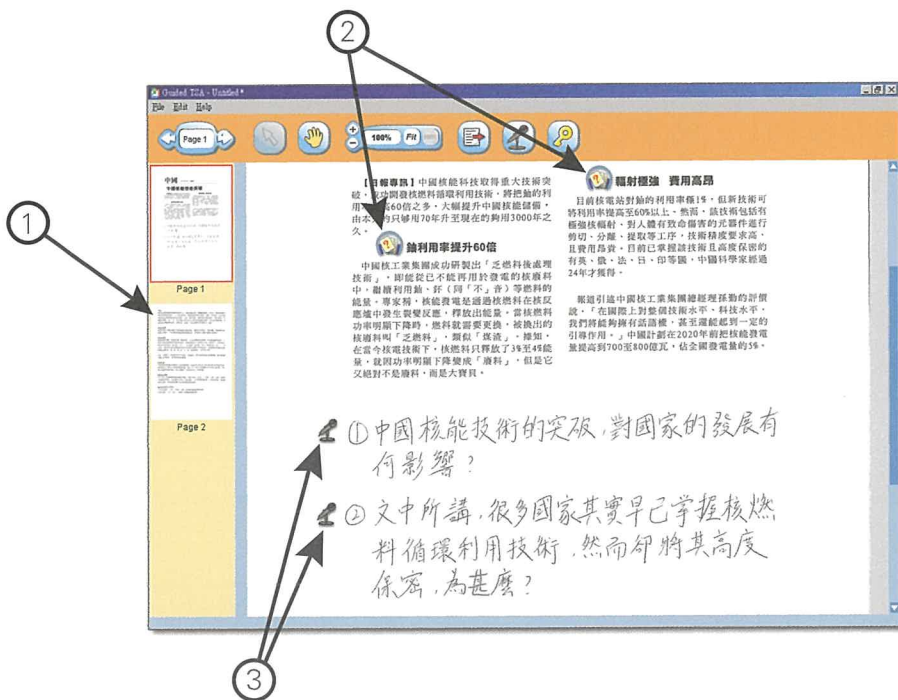 ②
Guided TSA - Untitled *
File Edit Help
Page 1
100% Fit
①
Page 1
Page 2
【日報專訊】中國核能科技取得重大技術突
破，成功開發核燃料循環利用技術，將把鈾的利
用
高60倍之多，大幅提升中國核能儲備，
由本
的只够用70年升至現在的夠用3000年之
久。
鈾利用率提升60倍
中國核工業集團成功研製出「乏燃料後處理
技術」，即能從已不能再用於發電的核廢料
中，繼續利用鈾、鈈（同「不」音）等燃料的
能量。專家稱，核能發電是通過核燃料在核反
應爐中發生裂變反應，釋放出能量。當核燃料
功率明顯下降時，燃料就需要更換，被換出的
核廢料叫「乏燃料」，類似「煤渣」。據知，
在當今核電技術下，核燃料只釋放了3%至4%能
量，就因功率明顯下降變成「廢料」，但是它
又絕對不是廢料，而是大寶貝。
輻射極強 費用高昂
目前核電站對鈾的利用率僅1%，但新技術可
將利用率提高至60%以上。然而，該技術包括有
極強核輻射、對人體有致命傷害的元器件進行
剪切、分離、提取等工序，技術積度要求高，
且費用昂貴。目前已掌握該技術且高度保密的
有英、俄、法、日、印等國，中國科學家經過
24年才獲得。
報道引述中國核工業集團總經理孫勤的評價
說，「在國際上對整個技術水平、科技水平，
我們將能夠擁有話語權，甚至還能起到一定的
引導作用。」中國計劃在2020年前把核能發電
量提高到700至800億瓦，佔全國發電量的5%。
①中國核能技術的突破，對國家的發展有
何影響？
②文中所講，很多國家其實早已掌握核燃
料循環利用技術，然而卻將其高度
保密，為甚麼？
③